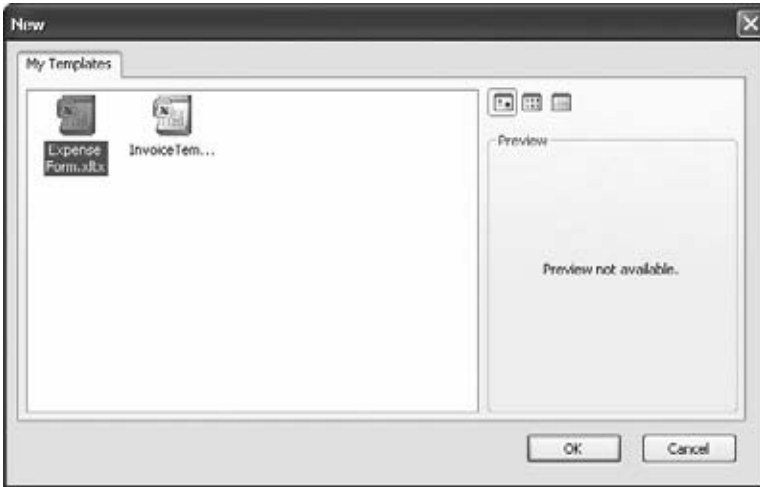 New
My Templates
Expense
Form.xltx
InvoiceTem...
Preview
Preview not available.
OK
Cancel